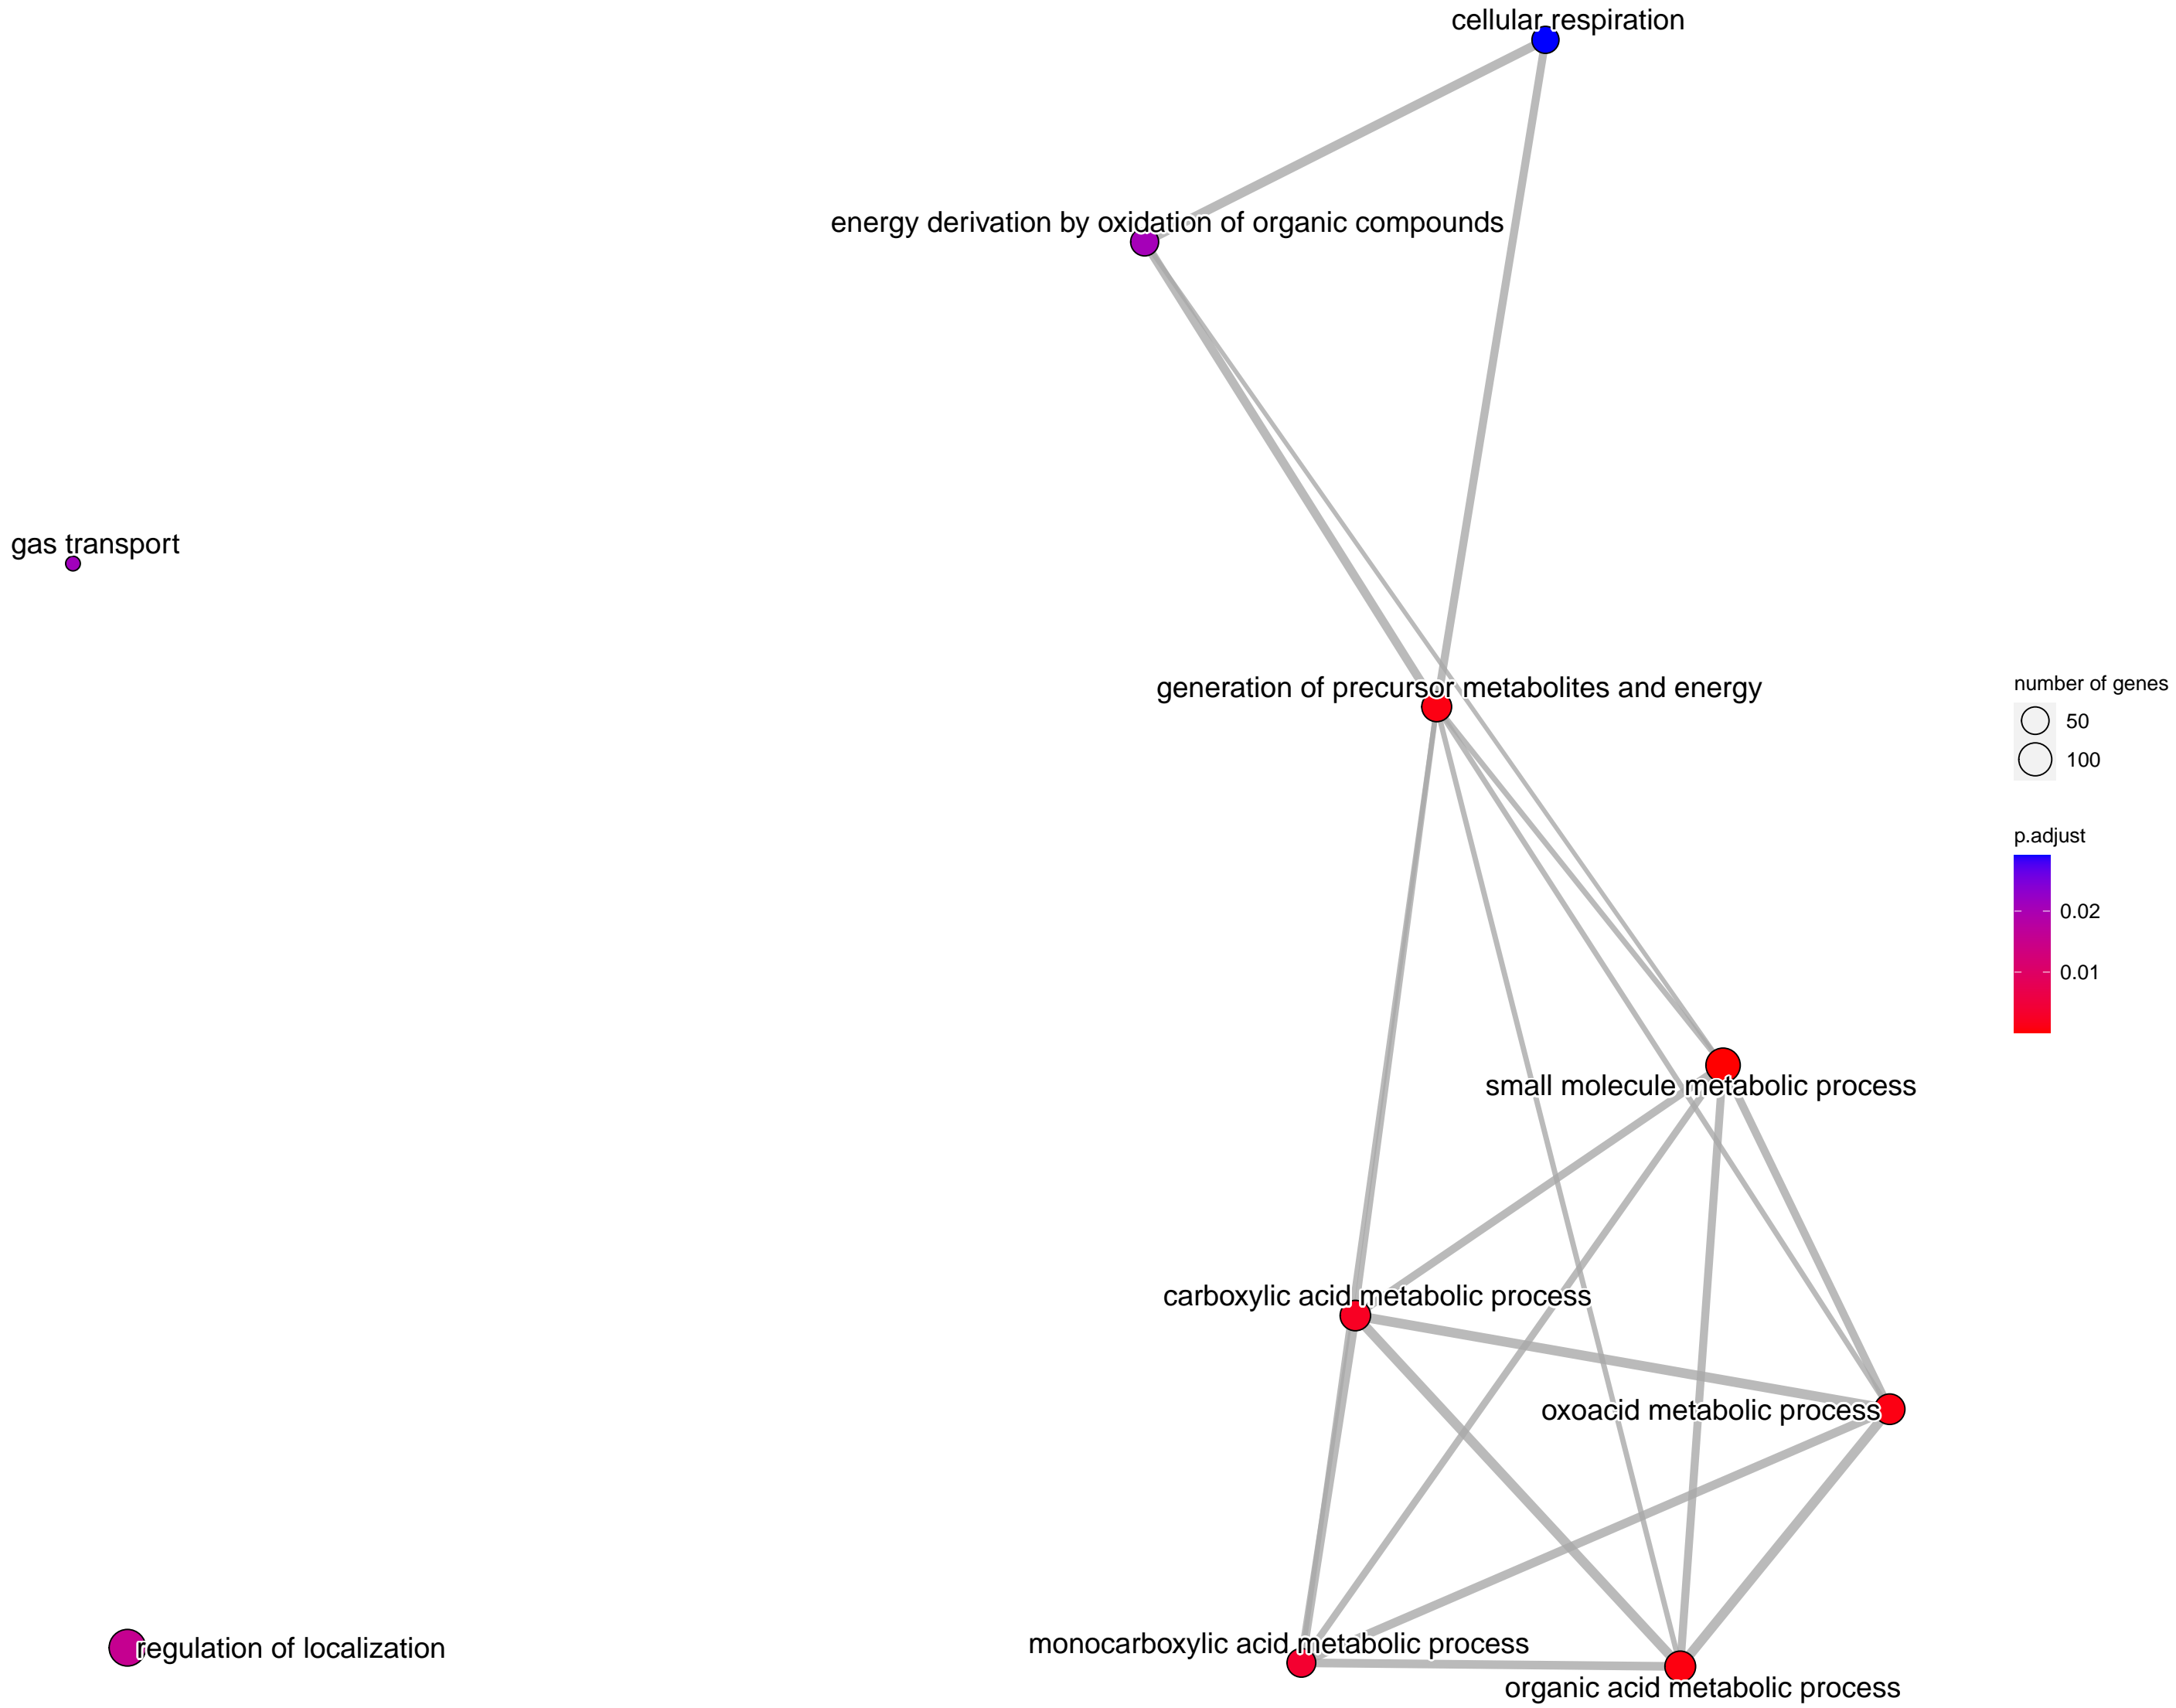 cellular respiration
energy derivation by oxidation of organic compounds
gas transport
generation of precursor metabolites and energy
number of genes
50
100
p.adjust
0.02
0.01
small molecule metabolic process
carboxylic acid metabolic process
oxoacid metabolic process
monocarboxylic acid metabolic process
regulation of localization
organic acid metabolic process